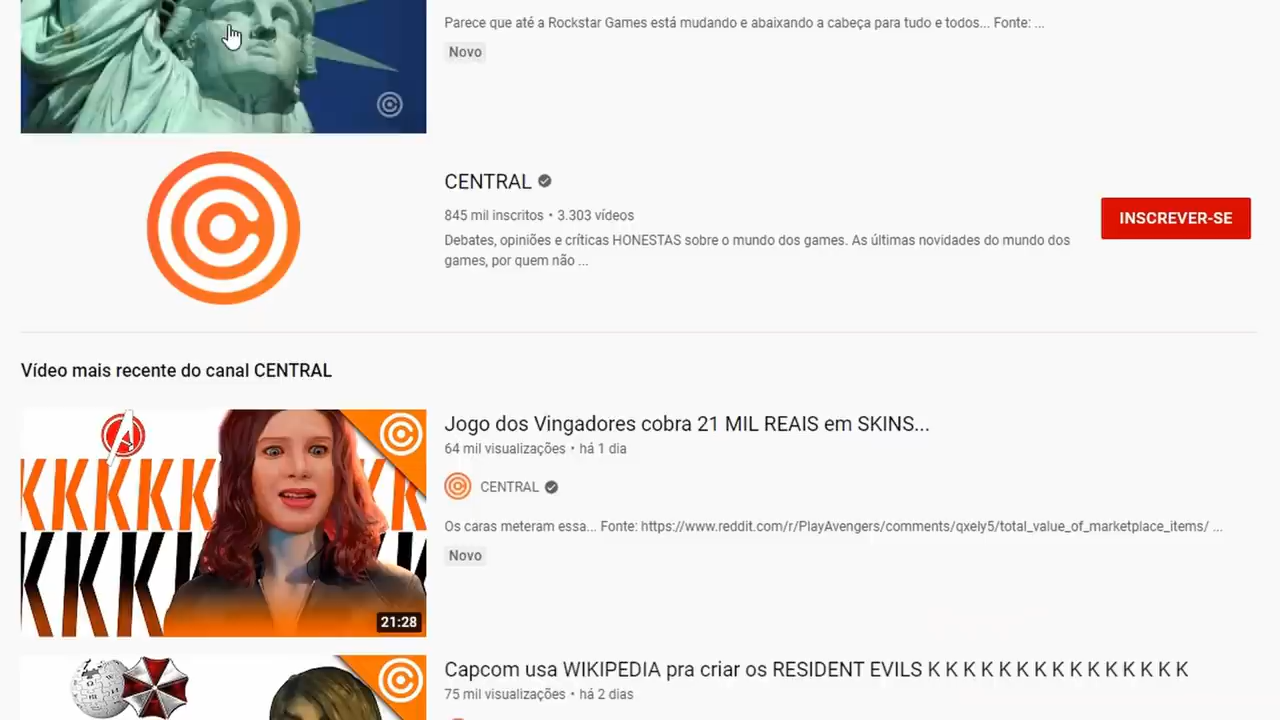 Parece que até a Rockstar Games está mudando e abaixando a cabeça para tudo e todos... Fonte: ...
Novo
CENTRAL
845 mil inscritos • 3.303 vídeos
INSCREVER-SE
Debates, opiniões e críticas HONESTAS sobre o mundo dos games. As últimas novidades do mundo dos
games, por quem não ...
Vídeo mais recente do canal CENTRAL
Jogo dos Vingadores cobra 21 MIL REAIS em SKINS...
64 mil visualizações • há 1 dia
CENTRAL
KKKKK K
Os caras meteram essa... Fonte: https://www.reddit.com/r/PlayAvengers/comments/qxely5/total_value_of_marketplace_items/ ...
Novo
KKKK
21:28
Capcom usa WIKIPEDIA pra criar os RESIDENT EVILS K K K K K K K K K K K K K K K
75 mil visualizações • há 2 dias